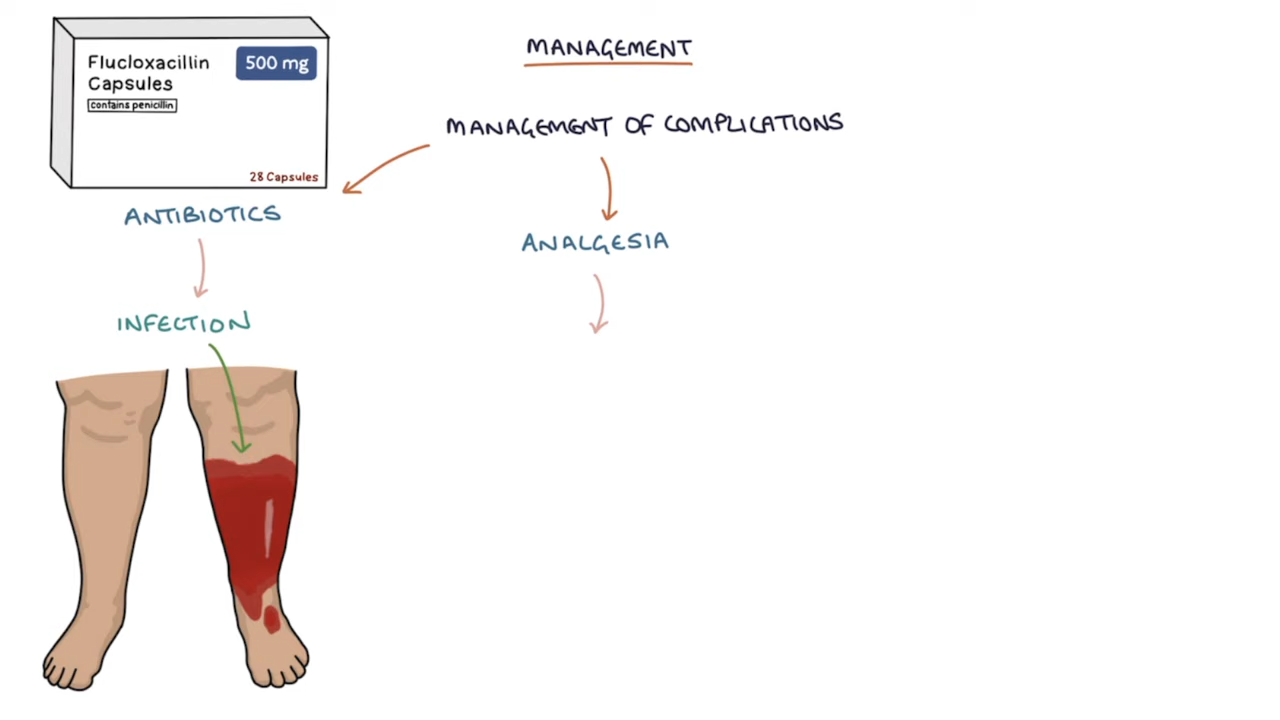 MANAGEMENT
MANAGEMENT OF COMPLICATIONS
Flucloxacillin
Capsules
500 mg
contains penicillin
28 Capsules
ANTIBIOTICS
INFECTION
ANALGESIA